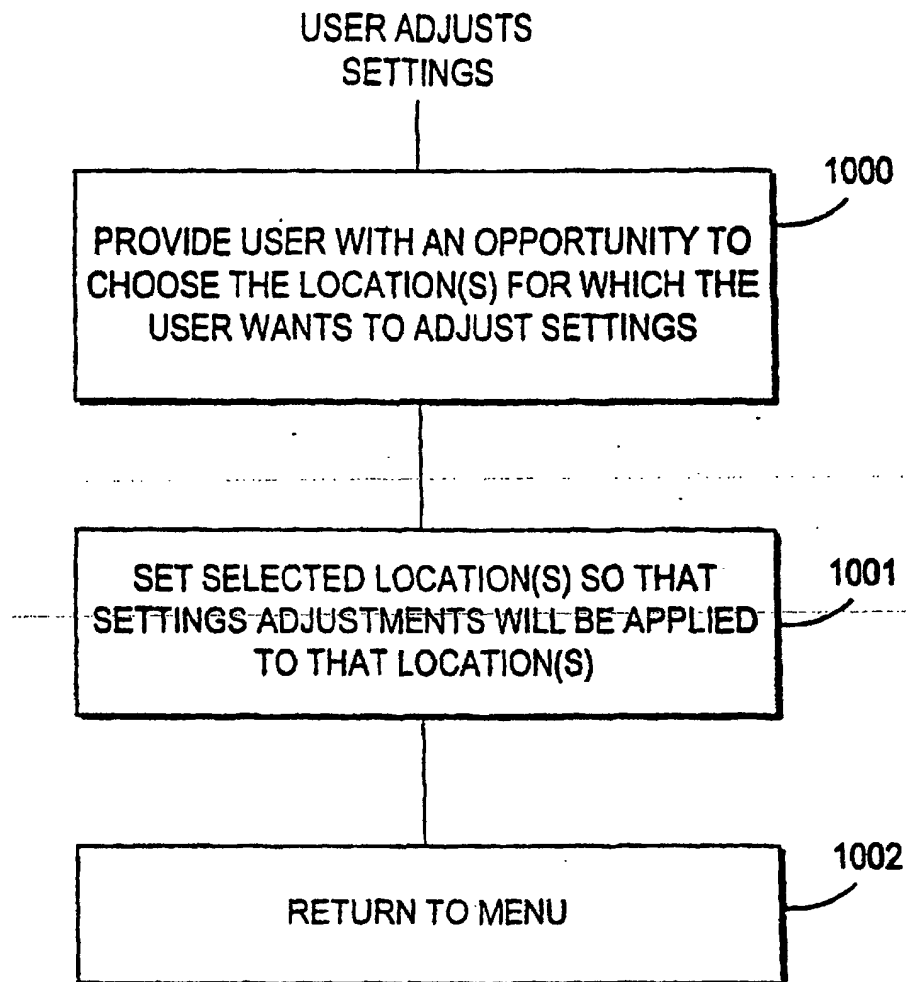 USER ADJUSTS
SETTINGS
1000
PROVIDE USER WITH AN OPPORTUNITY TO
CHOOSE THE LOCATION(S) FOR WHICH THE
USER WANTS TO ADJUST SETTINGS
1001
SET SELECTED LOCATION(S) SO THAT
SETTINGS ADJUSTMENTS WILL BE APPLIED
TO THAT LOCATION(S)
1002
RETURN TO MENU